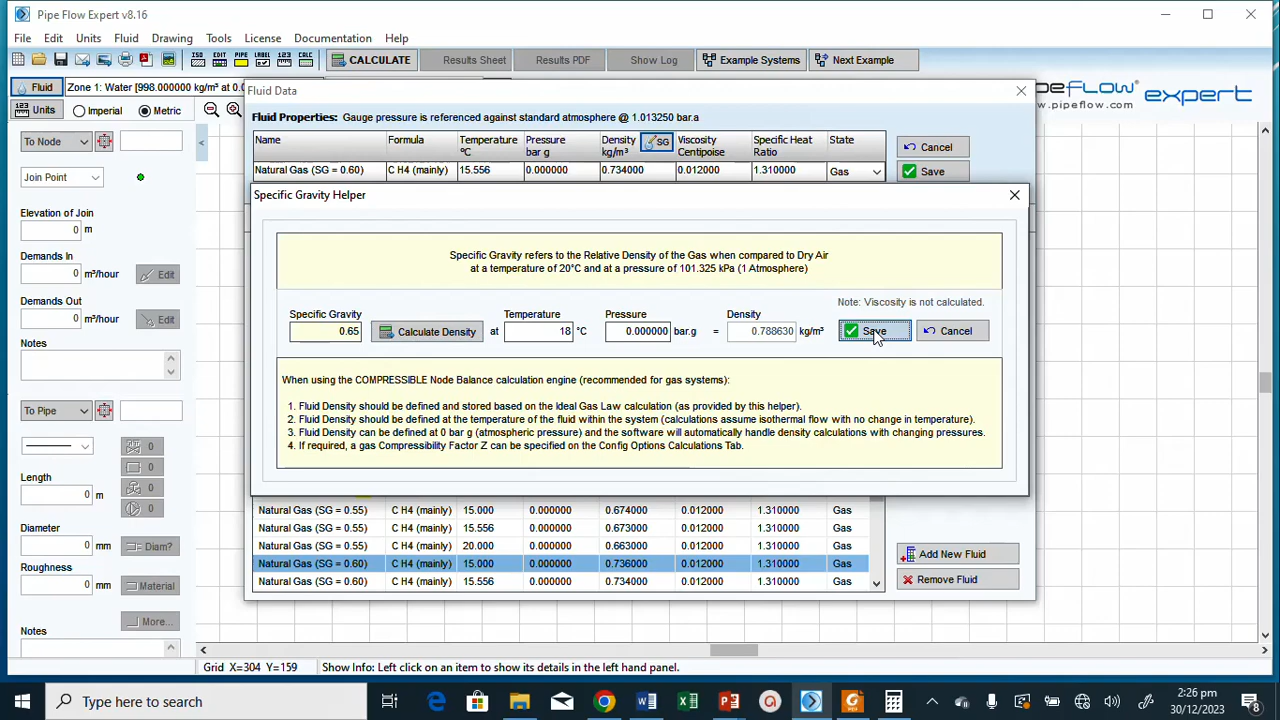 Pipe Flow Expert v8.16
File Edit Units Fluid Drawing Tools License Documentation Help
ISO EDIT PIPE LABEL 123 CALC CALCULATE Results Sheet Results PDF Show Log Example Systems Next Example
Fluid Zone 1: Water [998.000000 kg/m³ at 0.0
123 Units Imperial Metric
peFLOW expert
w.pipeflow.com
To Node
Join Point
Elevation of Join
0 m
Demands In
0 m³/hour Edit
Demands Out
0 m³/hour Edit
Notes
To Pipe
0
0
Length
0 m 0
0
Diameter
0 mm Diam?
Roughness
0 mm Material
More...
Notes
Fluid Data
Fluid Properties: Gauge pressure is referenced against standard atmosphere @ 1.013250 bar.a
Name Formula Temperature ºC Pressure bar g Density kg/m³ SG Viscosity Centipoise Specific Heat Ratio State
Natural Gas (SG = 0.60) C H4 (mainly) 15.556 0.000000 0.734000 0.012000 1.310000 Gas
Cancel
Save
Specific Gravity Helper
Specific Gravity refers to the Relative Density of the Gas when compared to Dry Air
at a temperature of 20°C and at a pressure of 101.325 kPa (1 Atmosphere)
Note: Viscosity is not calculated.
Specific Gravity Temperature Pressure Density
0.65 Calculate Density at 18 °C 0.000000 bar.g = 0.788630 kg/m³ Save Cancel
When using the COMPRESSIBLE Node Balance calculation engine (recommended for gas systems):
1. Fluid Density should be defined and stored based on the Ideal Gas Law calculation (as provided by this helper).
2. Fluid Density should be defined at the temperature of the fluid within the system (calculations assume isothermal flow with no change in temperature).
3. Fluid Density can be defined at 0 bar g (atmospheric pressure) and the software will automatically handle density calculations with changing pressures.
4. If required, a gas Compressibility Factor Z can be specified on the Config Options Calculations Tab.
Natural Gas (SG = 0.55) C H4 (mainly) 15.000 0.000000 0.674000 0.012000 1.310000 Gas
Natural Gas (SG = 0.55) C H4 (mainly) 15.556 0.000000 0.673000 0.012000 1.310000 Gas
Natural Gas (SG = 0.55) C H4 (mainly) 20.000 0.000000 0.663000 0.012000 1.310000 Gas
Natural Gas (SG = 0.60) C H4 (mainly) 15.000 0.000000 0.736000 0.012000 1.310000 Gas
Natural Gas (SG = 0.60) C H4 (mainly) 15.556 0.000000 0.734000 0.012000 1.310000 Gas
Add New Fluid
Remove Fluid
Grid X=304 Y=159 Show Info: Left click on an item to show its details in the left hand panel.
Type here to search
2:26 pm
30/12/2023
8